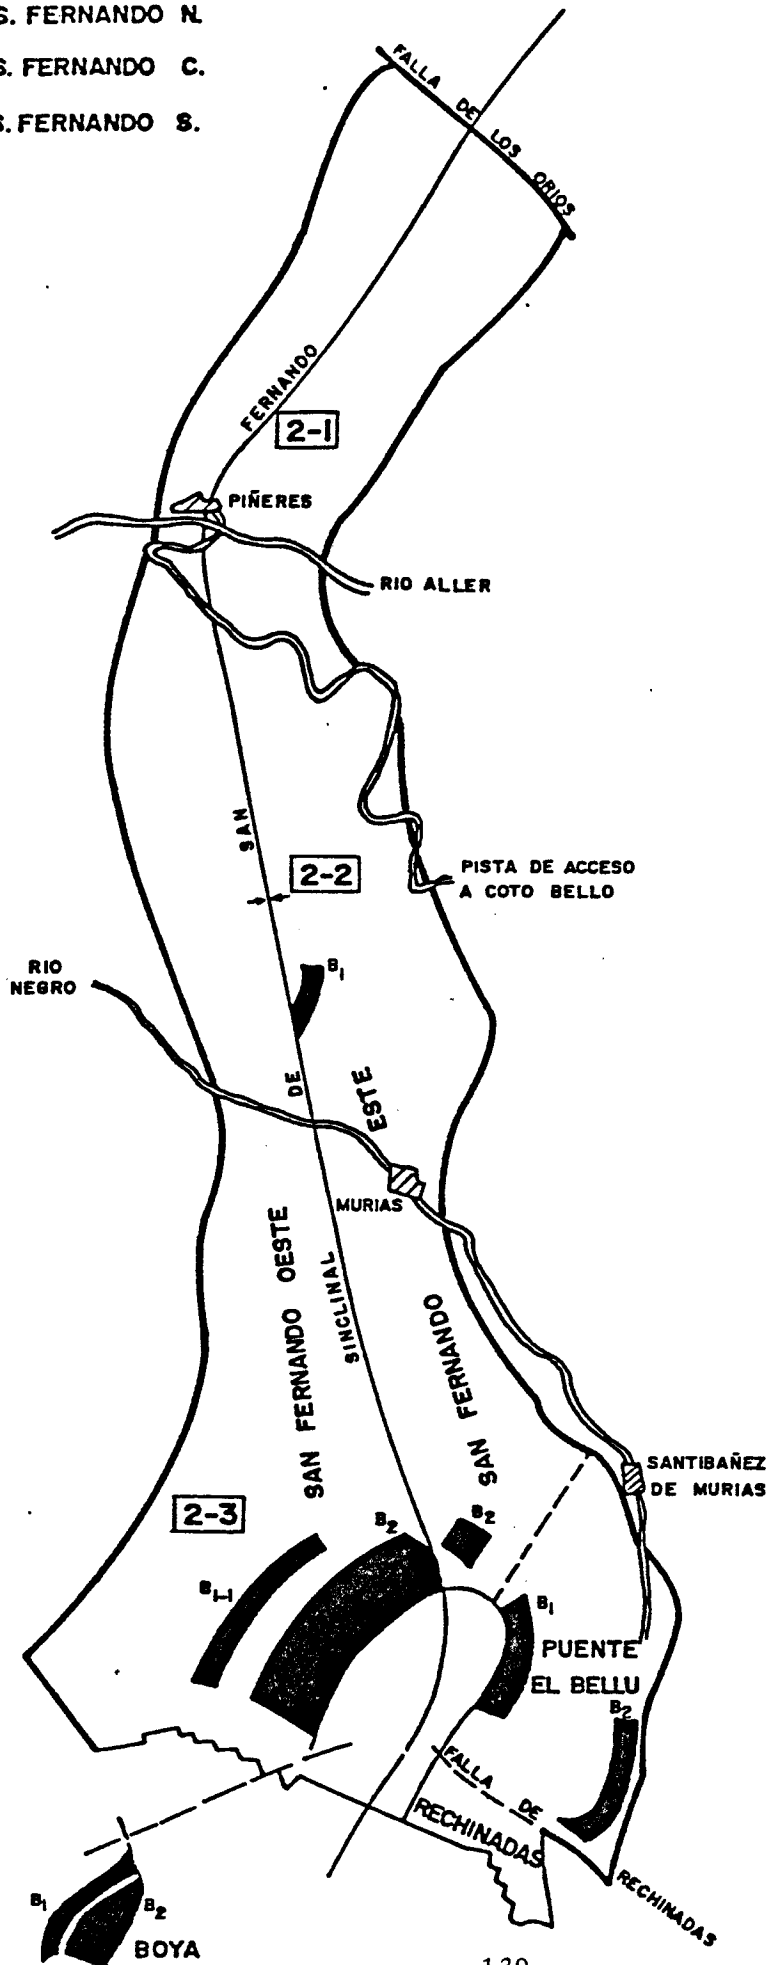 S. FERNANDO N.
S. FERNANDO C.
S. FERNANDO S.
FALLA DE LOS ORIOS
FERNANDO
2-1
PIÑERES
RIO ALLER
SAN
2-2
PISTA DE ACCESO
A COTO BELLO
RIO
NEGRO
B1
DE
ESTE
MURIAS
SAN FERNANDO OESTE
SINCLINAL
SAN FERNANDO
SANTIBAÑEZ
DE MURIAS
2-3
B2
B2
B1-1
B1
PUENTE
EL BELLU
B2
FALLA DE
RECHINADAS
RECHINADAS
B1
B2
BOYA